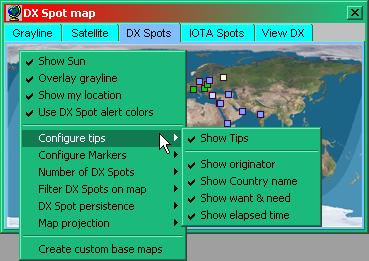 DX Spot map
Grayline Satellite DX Spots IOTA Spots View DX
Show Sun
Overlay grayline
Show my location
Use DX Spot alert colors
Configure tips
Configure Markers
Number of DX Spots
Filter DX Spots on map
DX Spot persistence
Map projection
Create custom base maps
Show Tips
Show originator
Show Country name
Show want & need
Show elapsed time